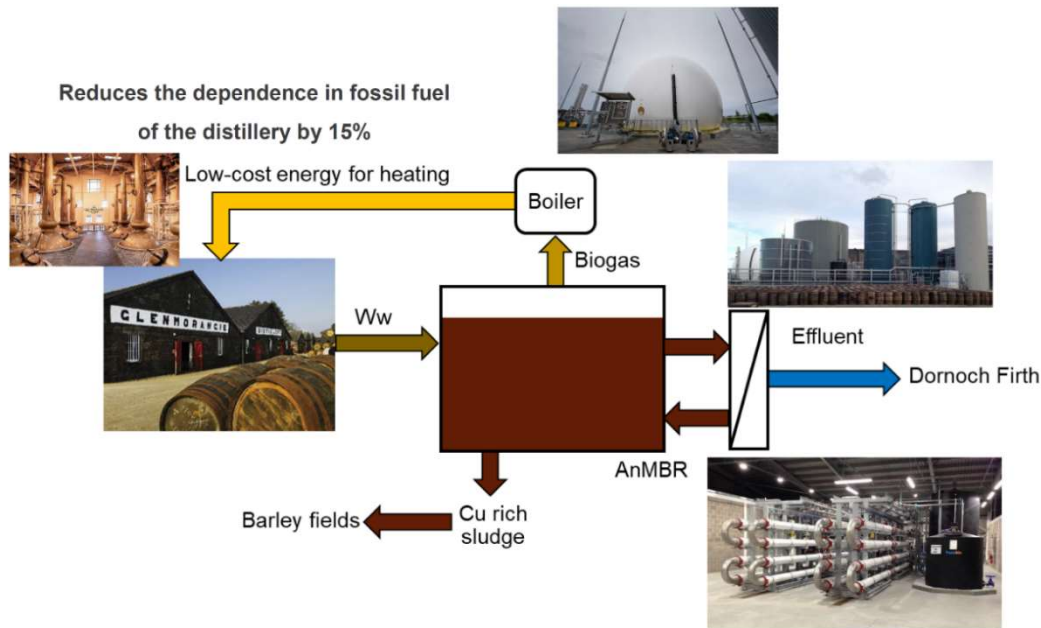 Reduces the dependence in fossil fuel
of the distillery by 15%
Low-cost energy for heating
Boiler
Biogas
GLENMORANGIE
Ww
Effluent
Dornoch Firth
AnMBR
Cu rich
sludge
Barley fields